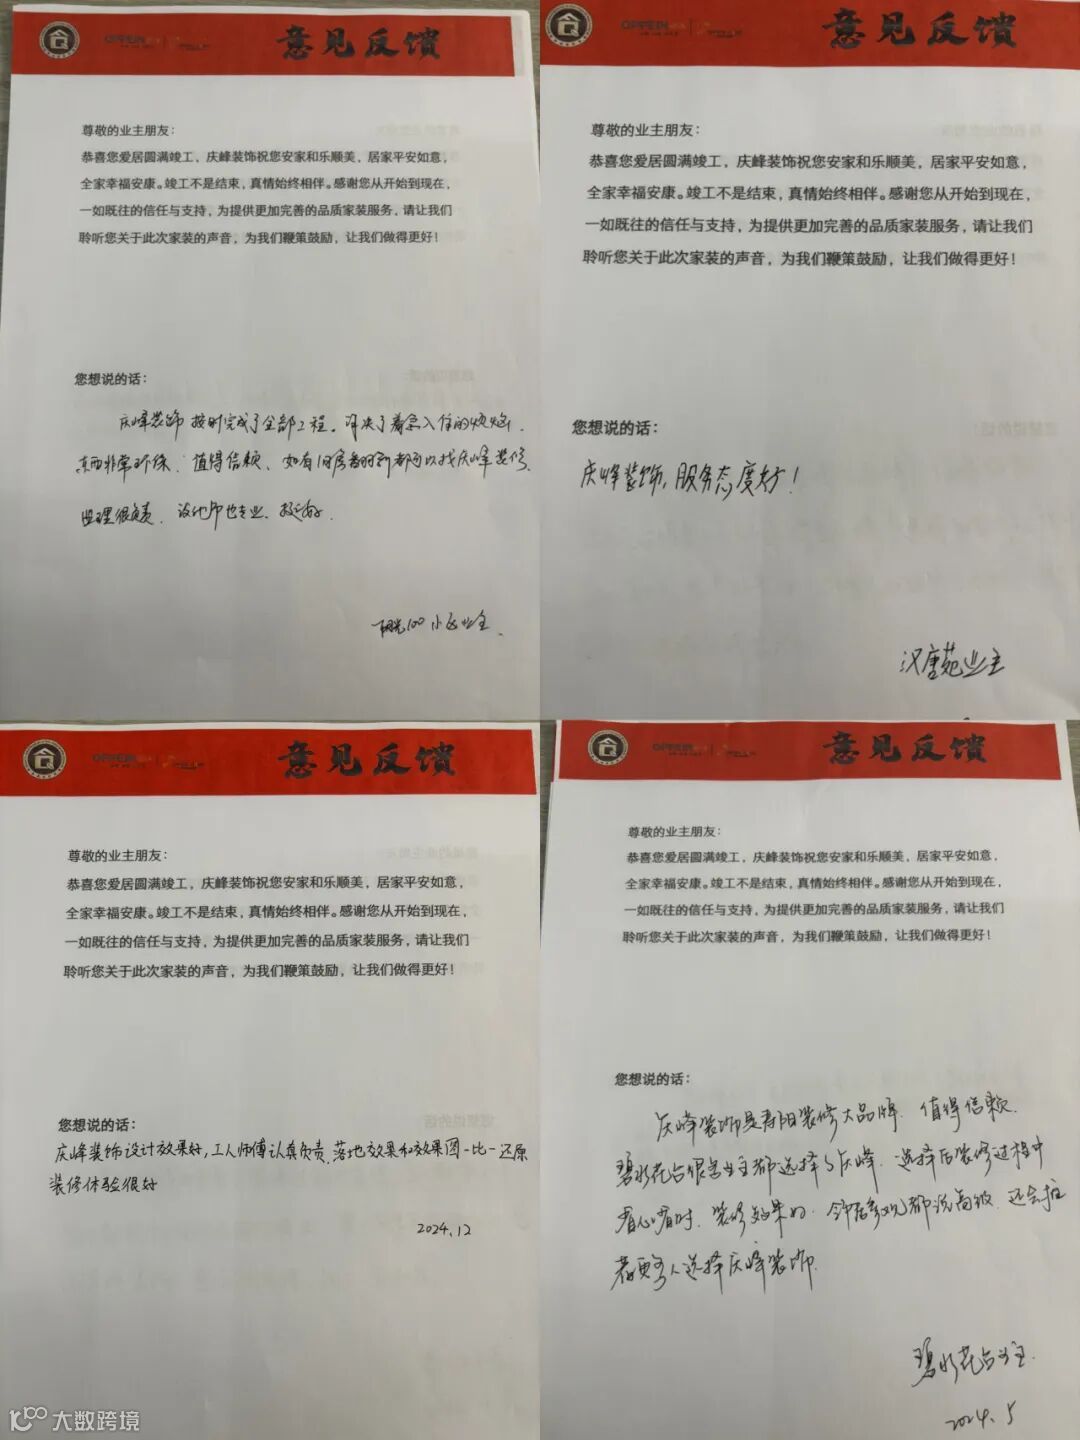 意见反馈
尊敬的业主朋友：
恭喜您爱居圆满竣工，庆峰装饰祝您安家和乐顺美，居家平安如意，
全家幸福安康。竣工不是结束，真情始终相伴。感谢您从开始到现在，
一如既往的信任与支持，为提供更加完善的品质家装服务，请让我们
聆听您关于此次家装的声音，为我们鞭策鼓励，让我们做得更好！
您想说的话：
庆峰装饰按时完成了全部工程。解决了着急入住的烦恼。
东西非常环保、值得信赖、如有旧房翻新都可以找庆峰装修、
监理很负责、设计师也专业、挺好。
100小区业主
意见反馈
尊敬的业主朋友：
恭喜您爱居圆满竣工，庆峰装饰祝您安家和乐顺美，居家平安如意，
全家幸福安康。竣工不是结束，真情始终相伴。感谢您从开始到现在，
一如既往的信任与支持，为提供更加完善的品质家装服务，请让我们
聆听您关于此次家装的声音，为我们鞭策鼓励，让我们做得更好！
您想说的话：
庆峰装饰，服务态度好！
汉唐苑业主
OPPEIN
意见反馈
尊敬的业主朋友：
恭喜您爱居圆满竣工，庆峰装饰祝您安家和乐顺美，居家平安如意，
全家幸福安康。竣工不是结束，真情始终相伴。感谢您从开始到现在，
一如既往的信任与支持，为提供更加完善的品质家装服务，请让我们
聆听您关于此次家装的声音，为我们鞭策鼓励，让我们做得更好！
您想说的话：
庆峰装饰设计效果好，工人师傅认真负责、落地效果和效果图一比一还原
装修体验很好
2024.12
OPPEIN
意见反馈
尊敬的业主朋友：
恭喜您爱居圆满竣工，庆峰装饰祝您安家和乐顺美，居家平安如意，
全家幸福安康。竣工不是结束，真情始终相伴。感谢您从开始到现在，
一如既往的信任与支持，为提供更加完善的品质家装服务，请让我们
聆听您关于此次家装的声音，为我们鞭策鼓励，让我们做得更好！
您想说的话：
庆峰装饰是寿阳装修大品牌、值得信赖、
碧水花台很多业主都选择了庆峰、选择后装修过程中
省心省时、装修效果好、邻居参观都说高级、还会推
荐更多人选择庆峰装饰.
碧水花台业主.
2024.5
大数跨境